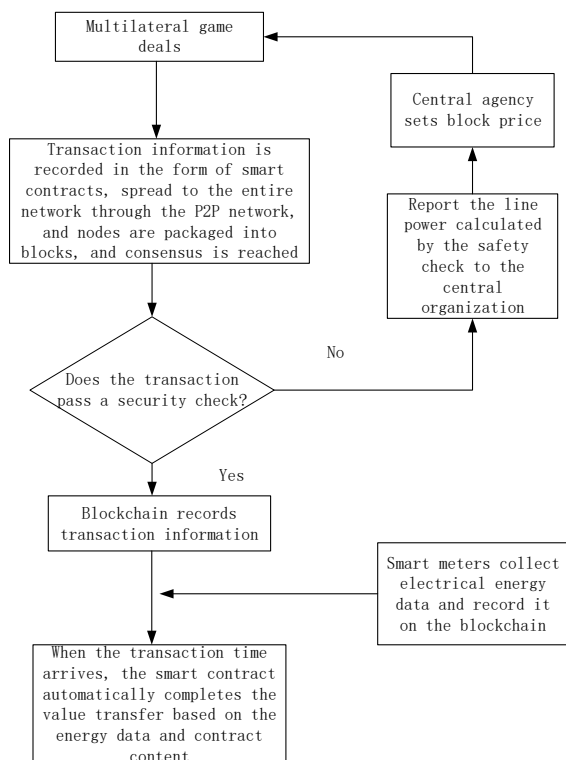 Multilateral game
deals
Central agency
sets block price
Transaction information is
recorded in the form of smart
contracts, spread to the entire
network through the P2P network,
and nodes are packaged into
blocks, and consensus is reached
Report the line
power calculated
by the safety
check to the
central
organization
No
Does the transaction
pass a security check?
Yes
Blockchain records
transaction information
Smart meters collect
electrical energy
data and record it
on the blockchain
When the transaction time
arrives, the smart contract
automatically completes the
value transfer based on the
energy data and contract
content